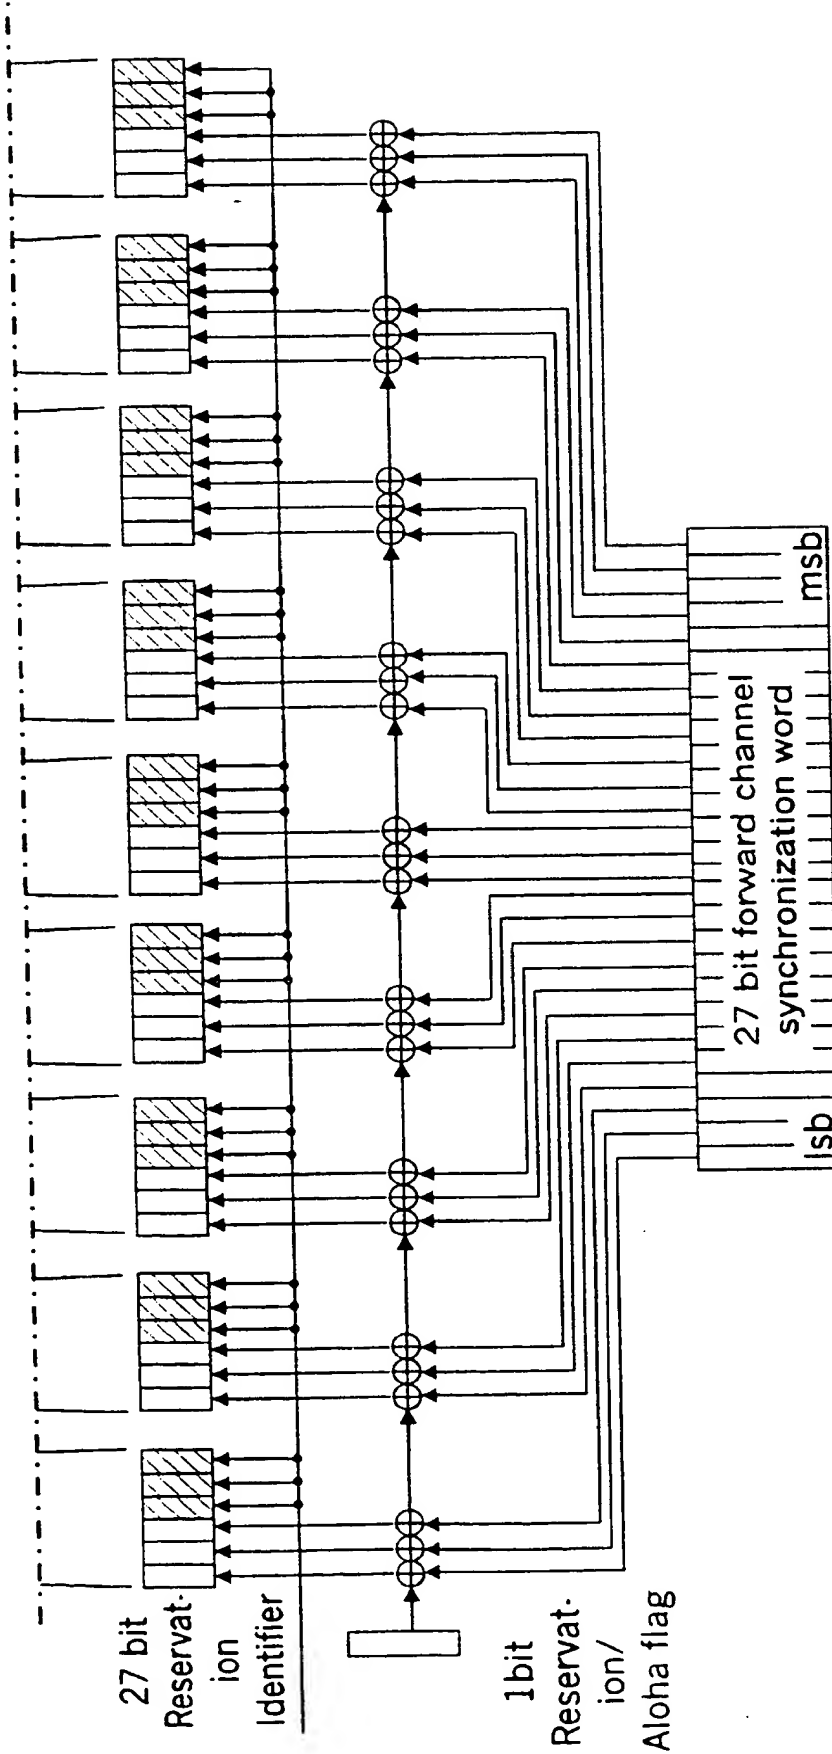 27 bit
Reservat-
ion
Identifier
1bit
Reservat-
ion/
Aloha flag
lsb
27 bit forward channel
synchronization word
msb